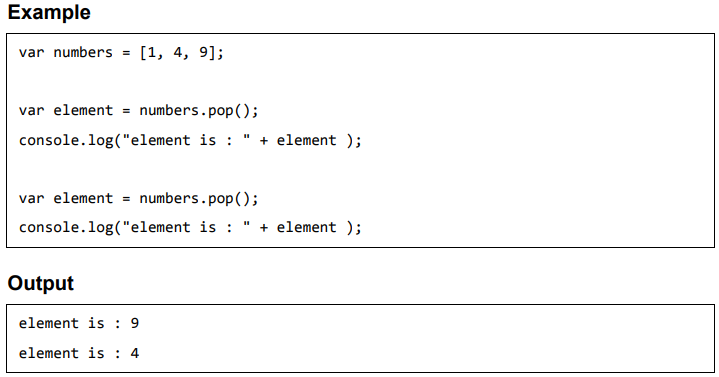 Example
var numbers = [1, 4, 9];
var element = numbers.pop();
console.log("element is : " + element );
var element = numbers.pop();
console.log("element is : " + element );
Output
element is : 9
element is : 4